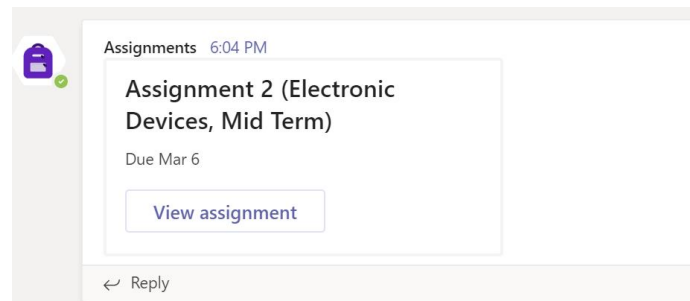 Assignments 6:04 PM
Assignment 2 (Electronic
Devices, Mid Term)
Due Mar 6
View assignment
Reply